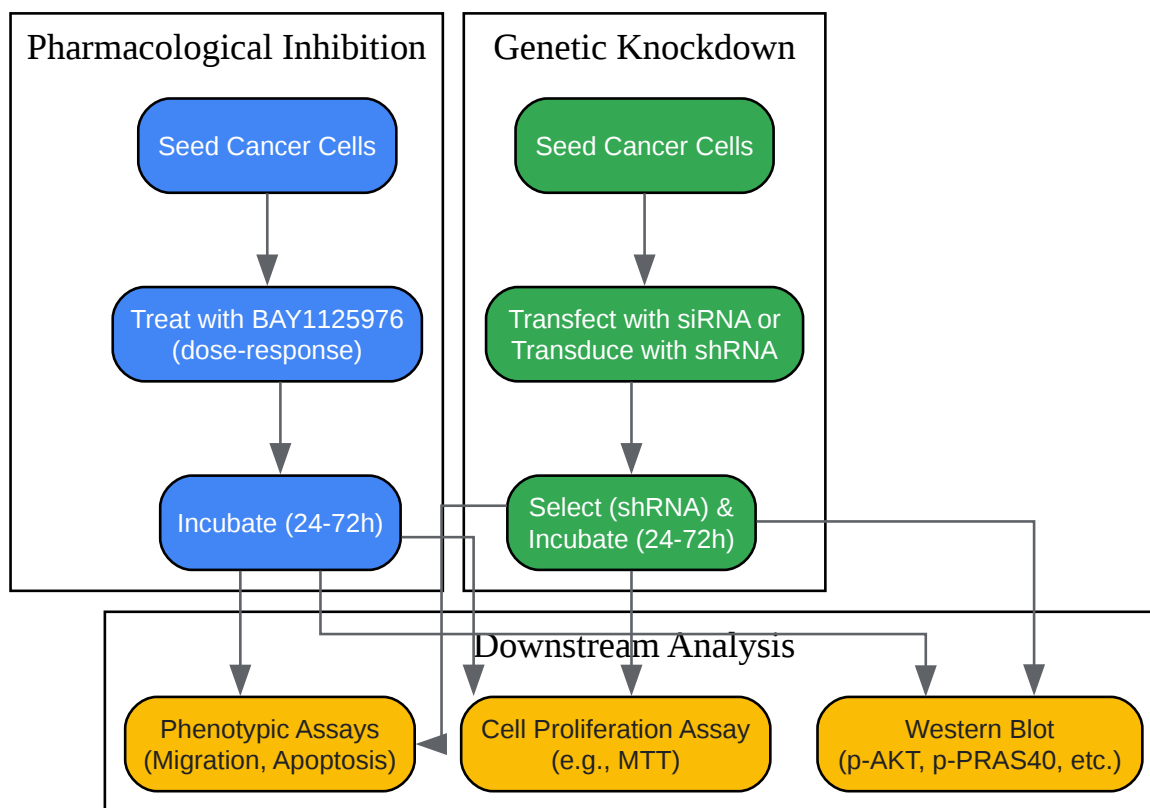 Pharmacological Inhibition
Seed Cancer Cells
Treat with BAY1125976
(dose-response)
Incubate (24-72h)
Genetic Knockdown
Seed Cancer Cells
Transfect with siRNA or
Transduce with shRNA
Select (shRNA) &
Incubate (24-72h)
Downstream Analysis
Phenotypic Assays
(Migration, Apoptosis)
Cell Proliferation Assay
(e.g., MTT)
Western Blot
(p-AKT, p-PRAS40, etc.)